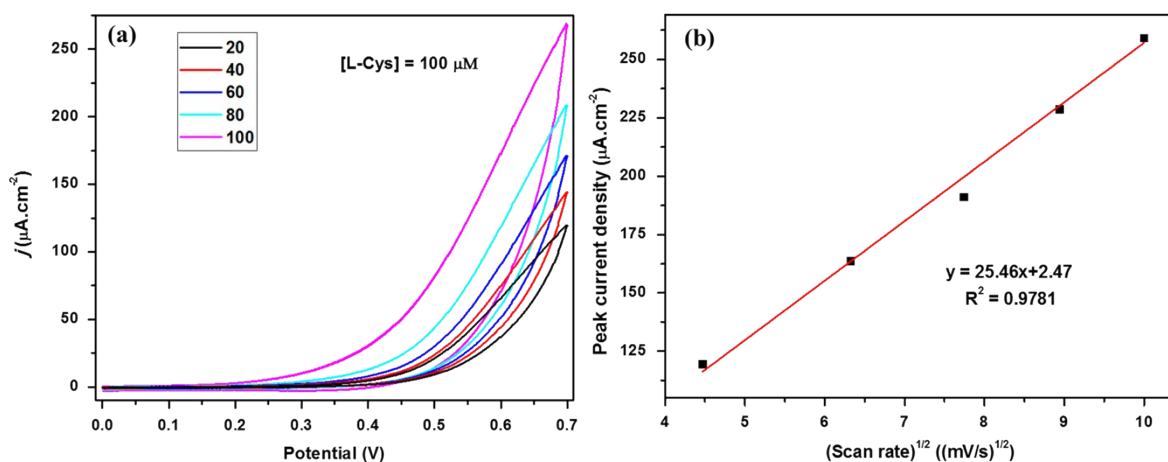 (a)
20
40
60
80
100
[L-Cys] = 100 μM
j (μA.cm⁻²)
250
200
150
100
50
0
0.0 0.1 0.2 0.3 0.4 0.5 0.6 0.7
Potential (V)
(b)
Peak current density (μA.cm⁻²)
250
225
200
175
150
125
y = 25.46x+2.47
R² = 0.9781
4 5 6 7 8 9 10
(Scan rate)¹/² ((mV/s)¹/²)